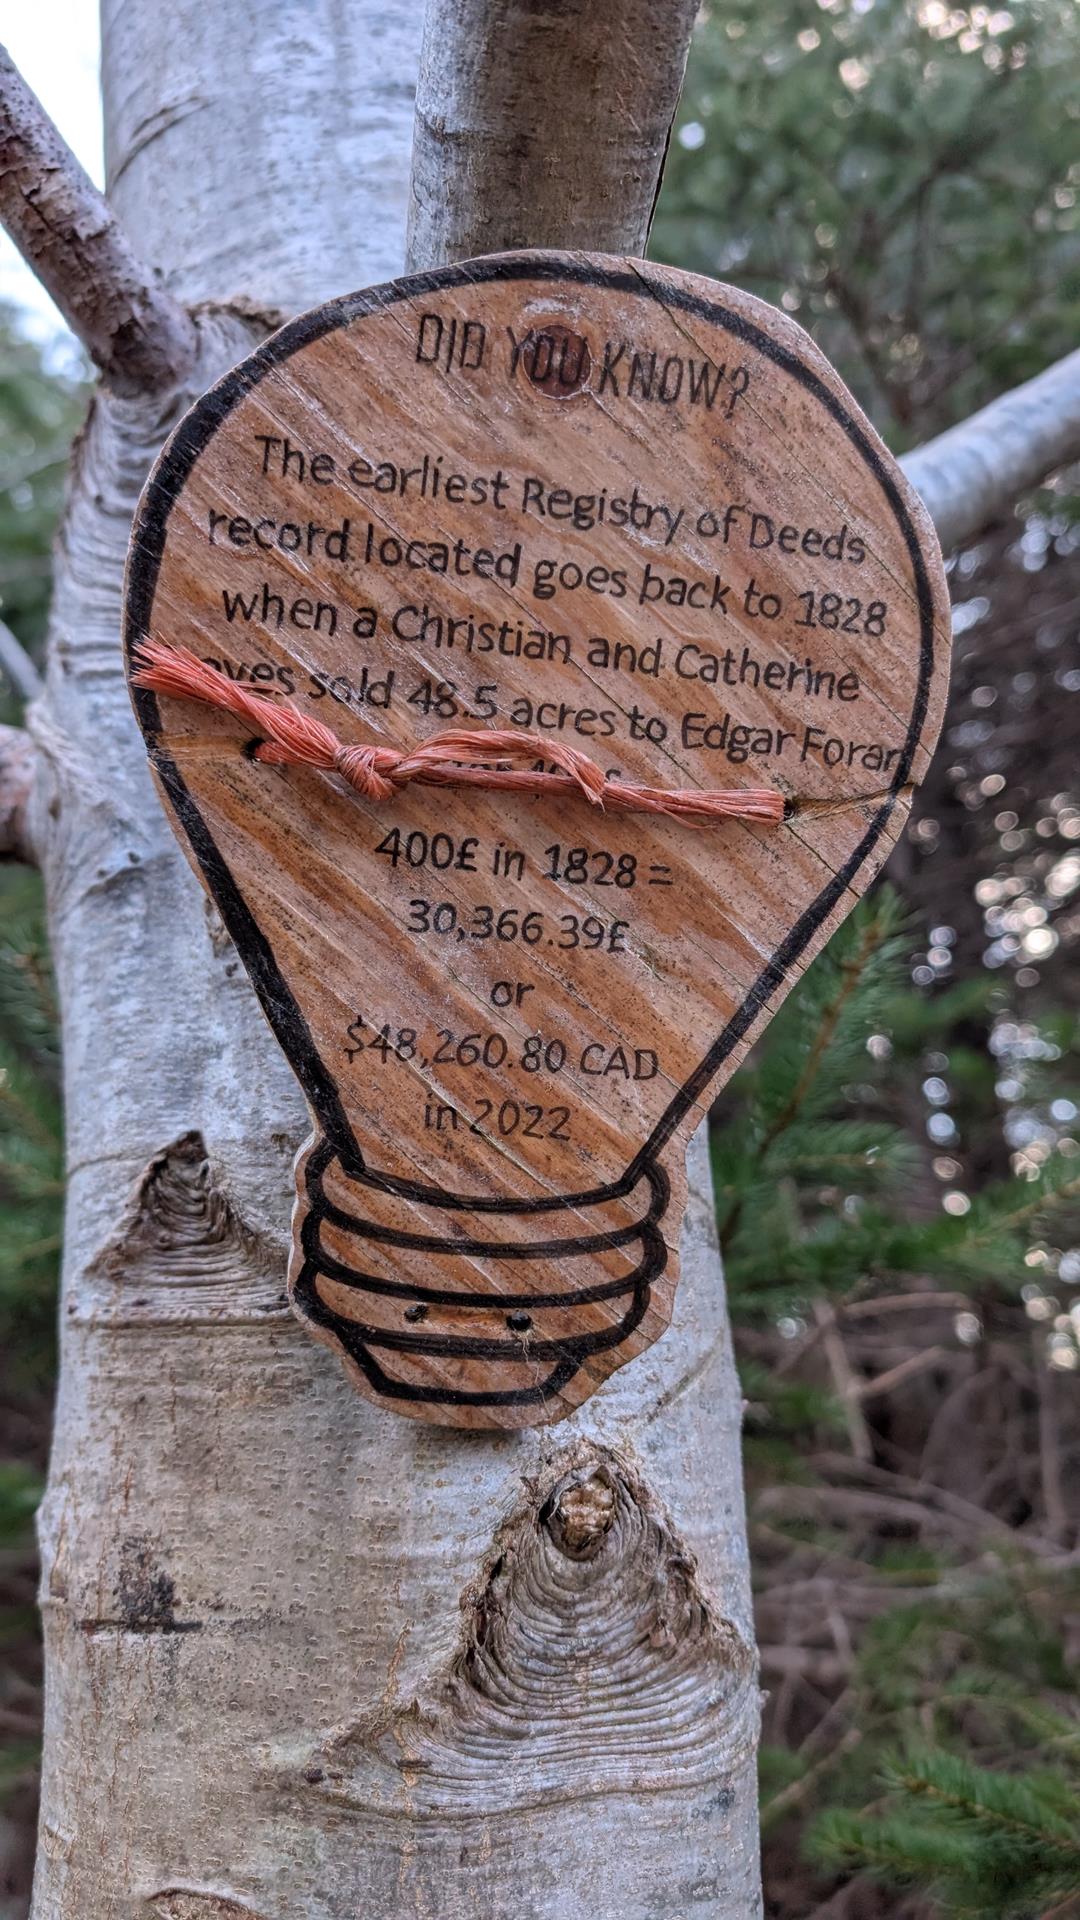 DID YOU KNOW?
The earliest Registry of Deeds
record located goes back to 1828
when a Christian and Catherine
sold 48.5 acres to Edgar Foran
400£ in 1828 =
30,366.39£
or
$48,260.80 CAD
in 2022